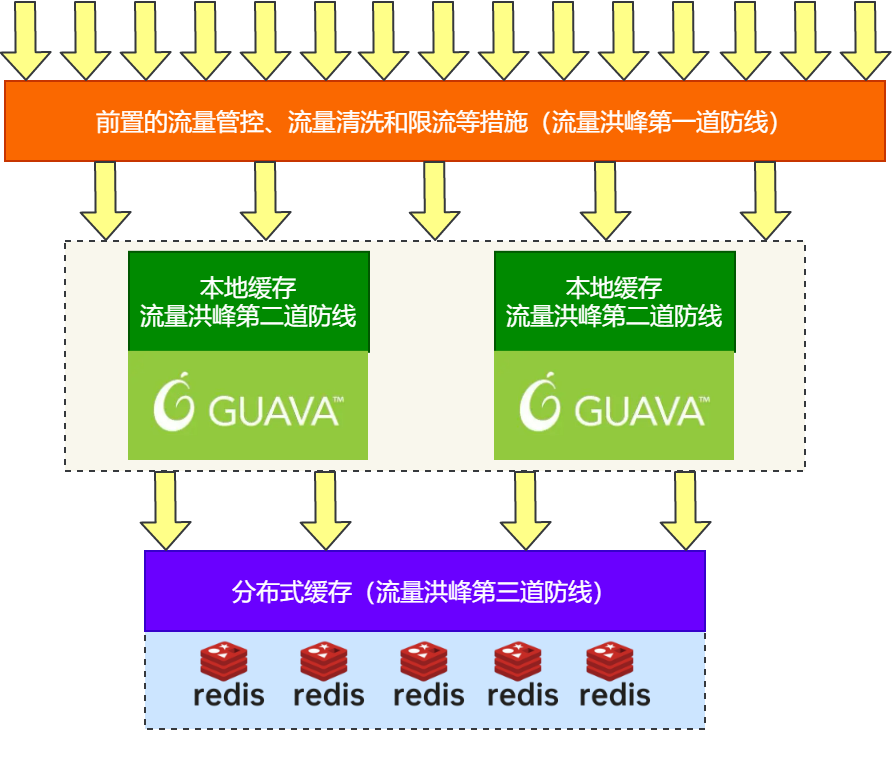 前置的流量管控、流量清洗和限流等措施（流量洪峰第一道防线）
本地缓存
流量洪峰第二道防线
GUAVA™
本地缓存
流量洪峰第二道防线
GUAVA™
分布式缓存（流量洪峰第三道防线）
redis redis redis redis redis